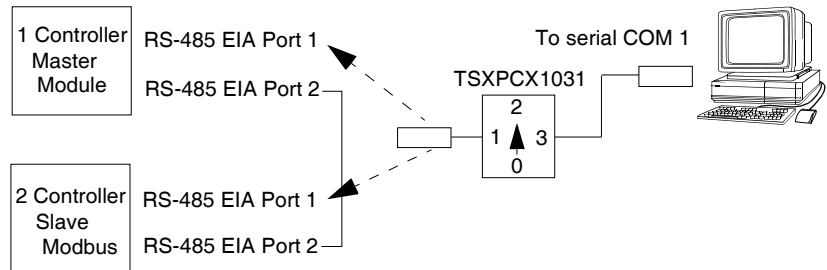 1 Controller
Master
Module
RS-485 EIA Port 1
RS-485 EIA Port 2
To serial COM 1
TSXPCX1031
2
1
3
0
2 Controller
Slave
Modbus
RS-485 EIA Port 1
RS-485 EIA Port 2